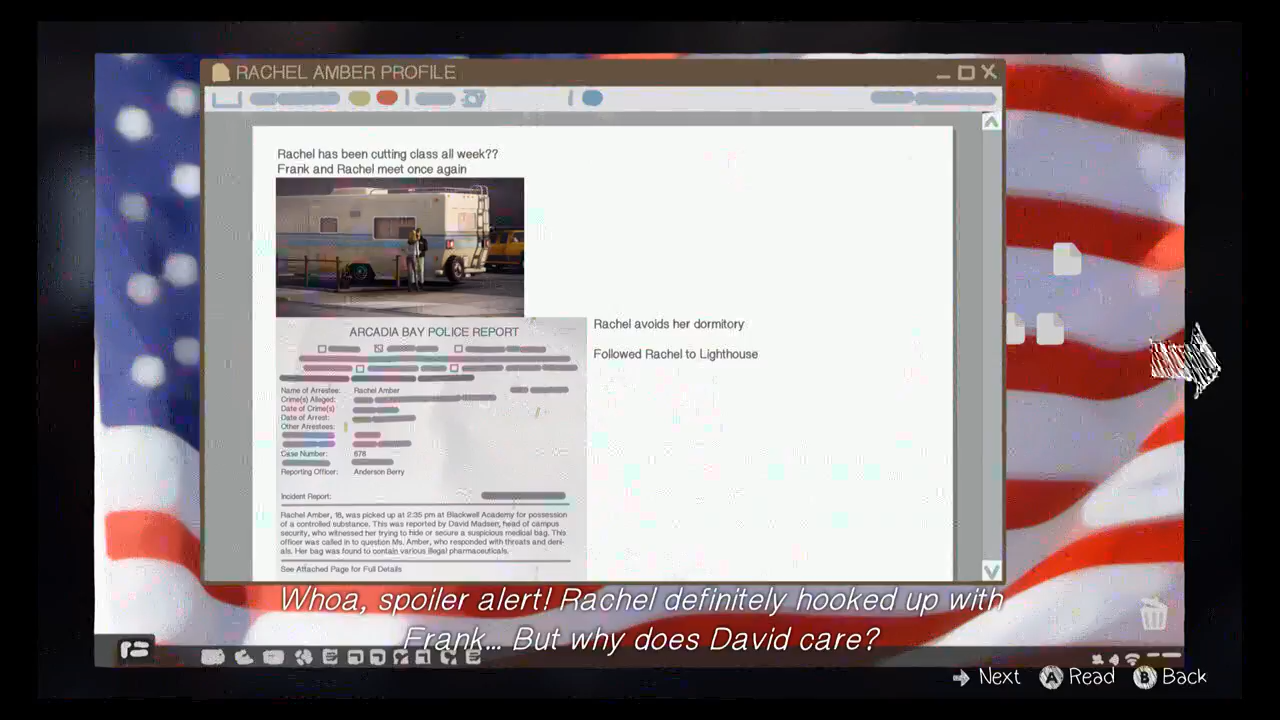 RACHEL AMBER PROFILE
Rachel has been cutting class all week??
Frank and Rachel meet once again
ARCADIA BAY POLICE REPORT
Name of Arrestee: Rachel Amber
Crime(s) Alleged:
Date of Crime(s)
Date of Arrest:
Other Arrestees:
Case Number: 678
Reporting Officer: Anderson Berry
Incident Report:
Rachel Amber, 18, was picked up at 2:35 pm at Blackwell Academy for possession
of a controlled substance. This was reported by David Madsen, head of campus
security, who witnessed her trying to hide or secure a suspicious medical bag. This
officer was called in to question Ms. Amber, who responded with threats and deni-
als. Her bag was found to contain various illegal pharmaceuticals.
See Attached Page for Full Details
Rachel avoids her dormitory
Followed Rachel to Lighthouse
Whoa, spoiler alert! Rachel definitely hooked up with
Frank... But why does David care?
Next A Read B Back